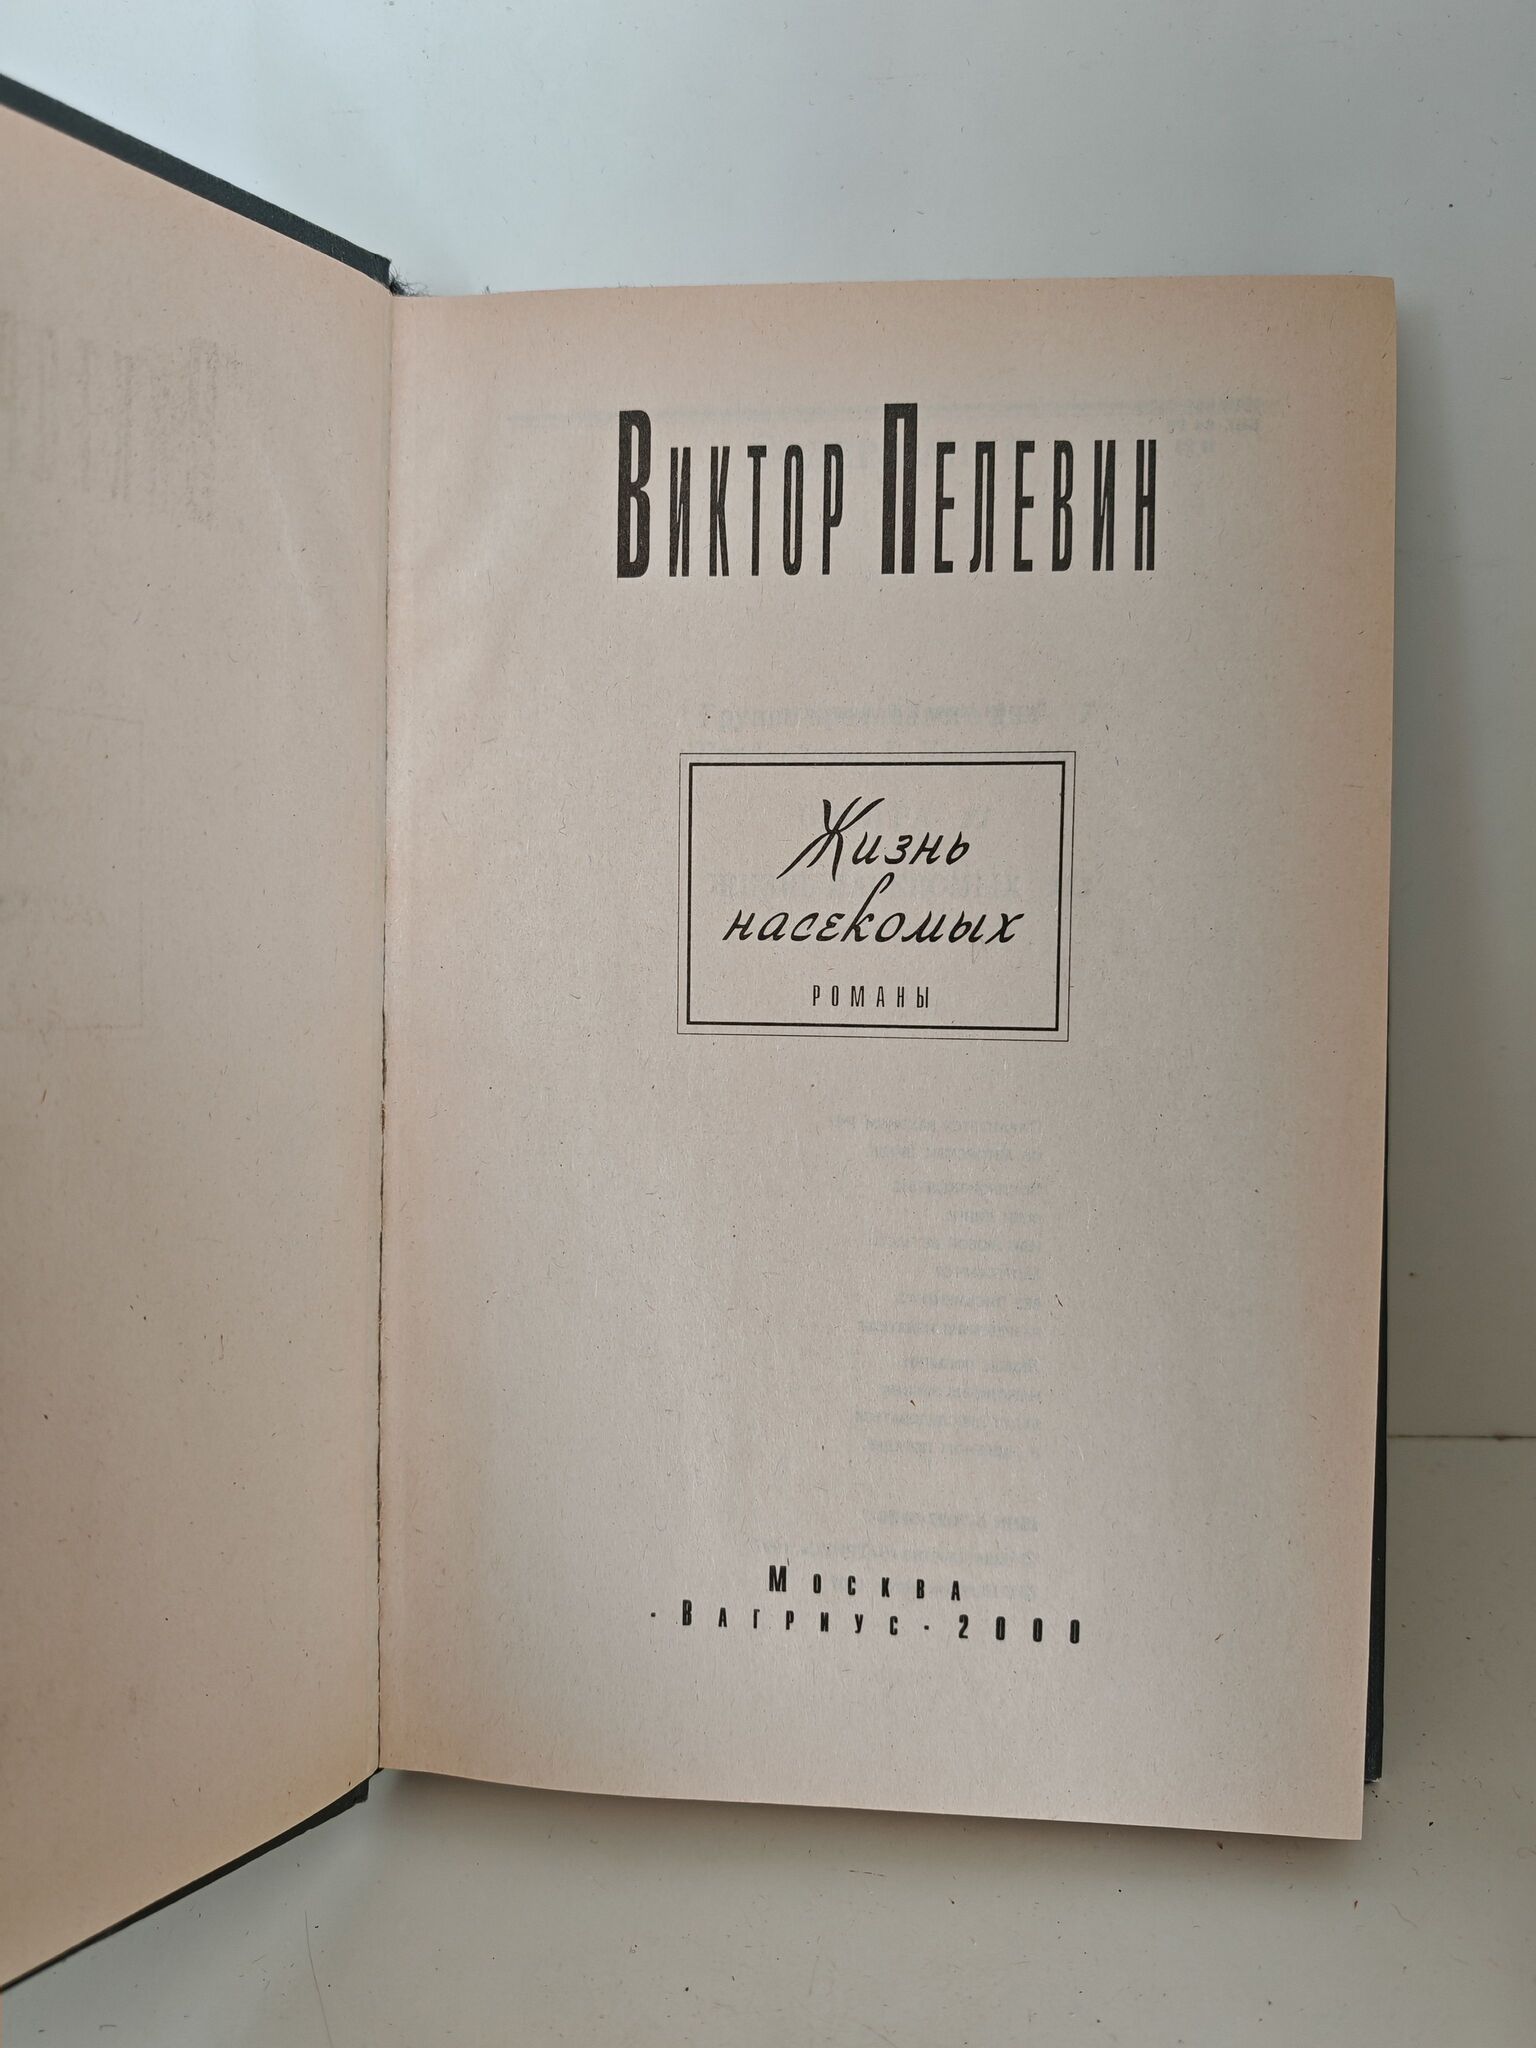 Виктор Пелевин
Жизнь
насекомых
РОМАНЫ
Москва
·Вагриус·2000